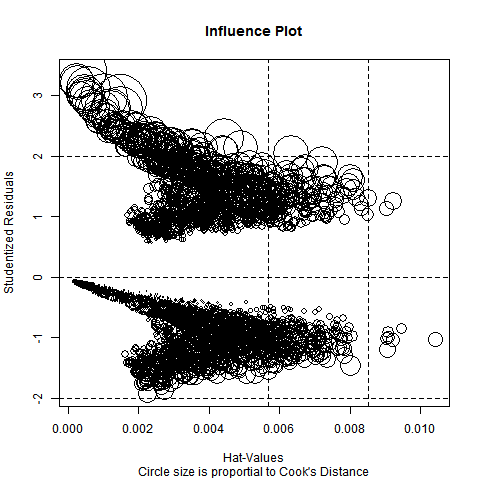 Influence Plot
Studentized Residuals
3
2
1
0
-1
-2
0.000 0.002 0.004 0.006 0.008 0.010
Hat-Values
Circle size is proportial to Cook's Distance